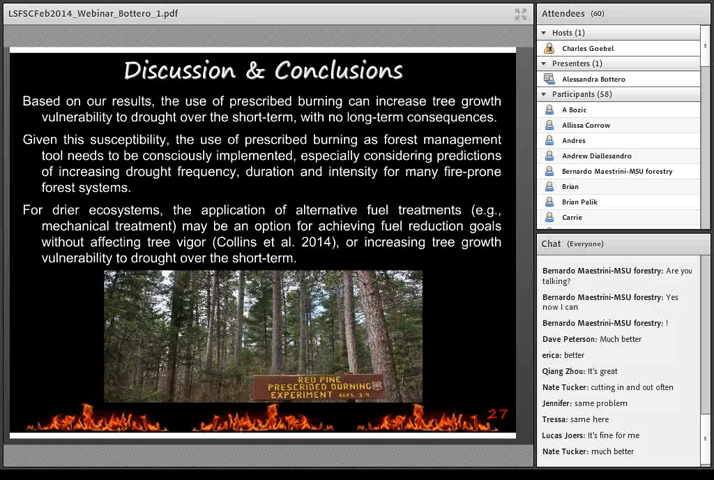 LSFSCFeb2014_Webinar_Bottero_1.pdf
Discussion & Conclusions
Based on our results, the use of prescribed burning can increase tree growth
vulnerability to drought over the short-term, with no long-term consequences.
Given this susceptibility, the use of prescribed burning as forest management
tool needs to be consciously implemented, especially considering predictions
of increasing drought frequency, duration and intensity for many fire-prone
forest systems.
For drier ecosystems, the application of alternative fuel treatments (e.g.,
mechanical treatment) may be an option for achieving fuel reduction goals
without affecting tree vigor (Collins et al. 2014), or increasing tree growth
vulnerability to drought over the short-term.
RED PINE
PRESCRIBED BURNING
EXPERIMENT
27
Attendees (60)
Hosts (1)
Charles Goebel
Presenters (1)
Alessandra Bottero
Participants (58)
A Bozic
Allissa Corrow
Andres
Andrew Diallesandro
Bernardo Maestrini-MSU forestry
Brian
Brian Palik
Carrie
Chat (Everyone)
Bernardo Maestrini-MSU forestry: Are you
talking?
Bernardo Maestrini-MSU forestry: Yes
now I can
Bernardo Maestrini-MSU forestry: !
Dave Peterson: Much better
erica: better
Qiang Zhou: It's great
Nate Tucker: cutting in and out often
Jennifer: same problem
Tressa: same here
Lucas Joers: It's fine for me
Nate Tucker: much better